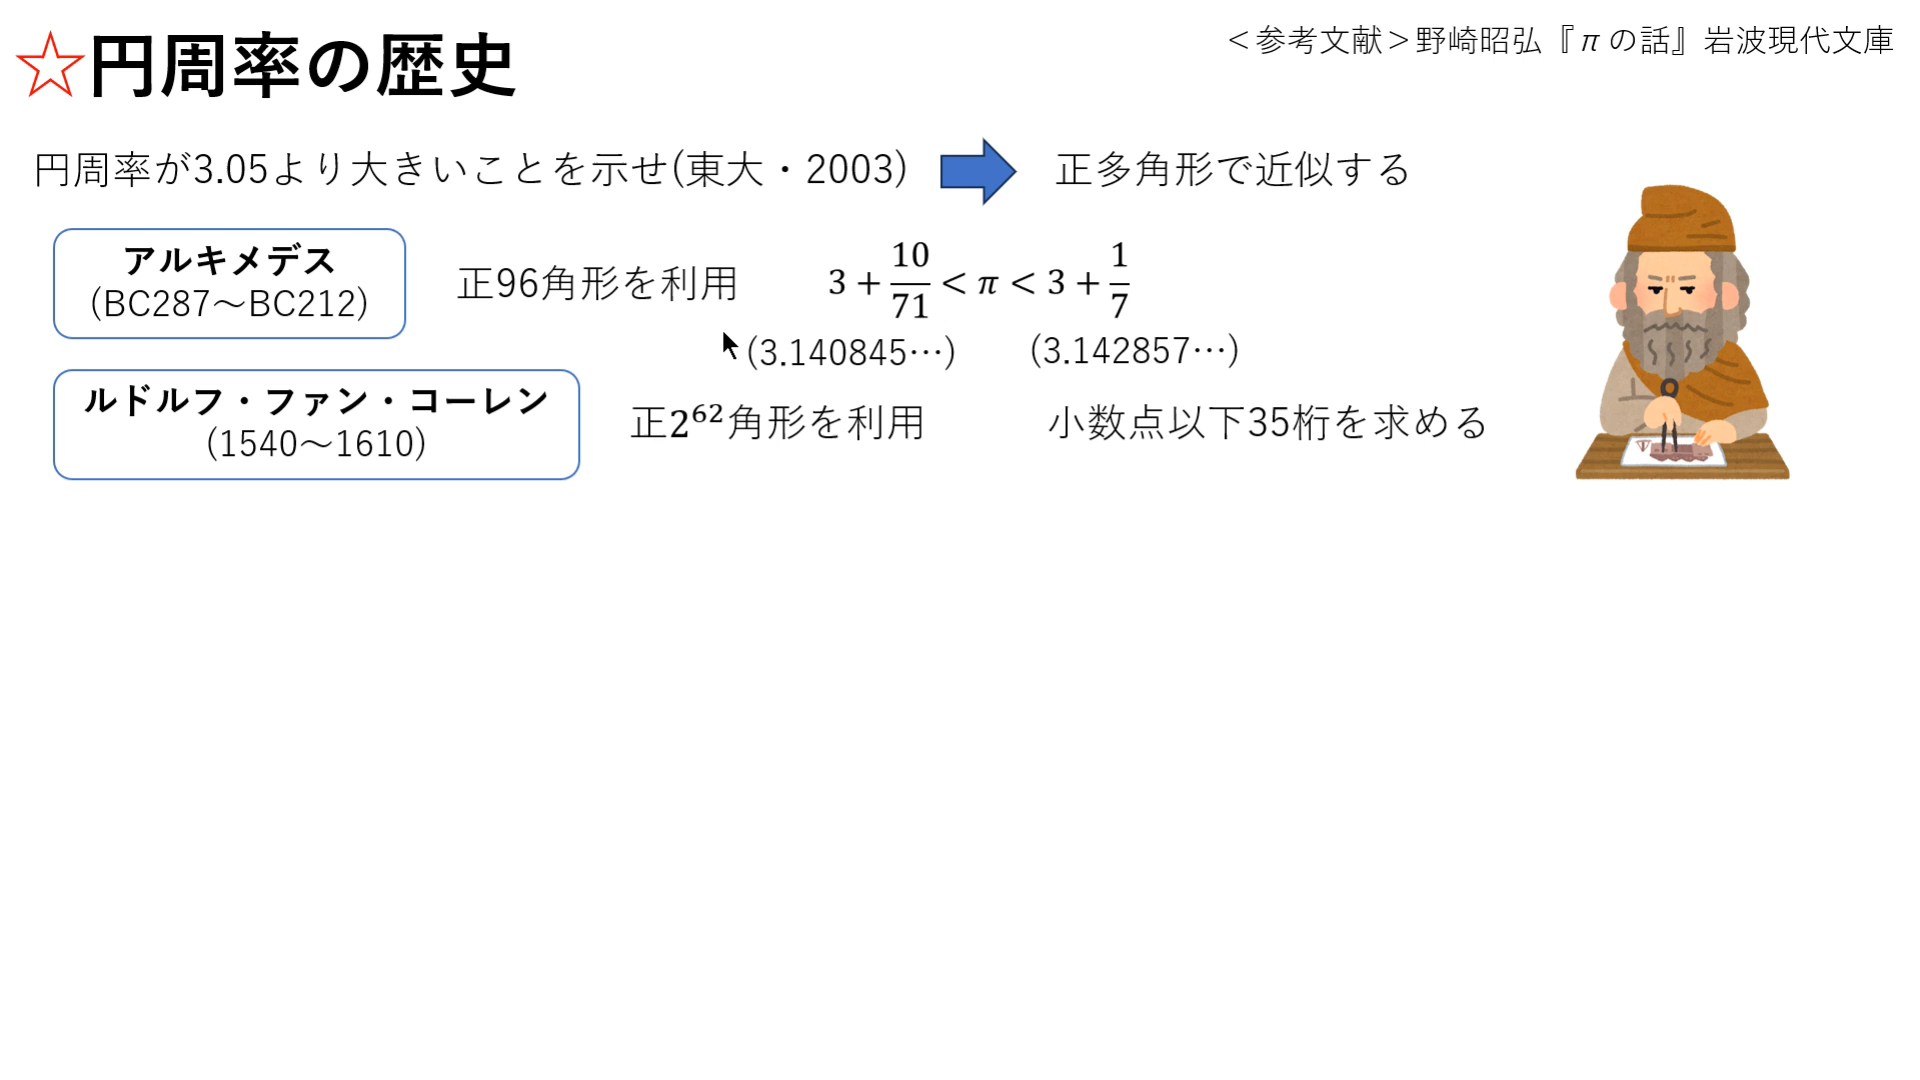 ☆円周率の歴史
＜参考文献＞野崎昭弘『πの話』岩波現代文庫
円周率が3.05より大きいことを示せ(東大・2003)
正多角形で近似する
アルキメデス
(BC287～BC212)
正96角形を利用
3 + 10/71 < π < 3 + 1/7
(3.140845…)
(3.142857…)
ルドルフ・ファン・コーレン
(1540～1610)
正2⁶²角形を利用
小数点以下35桁を求める